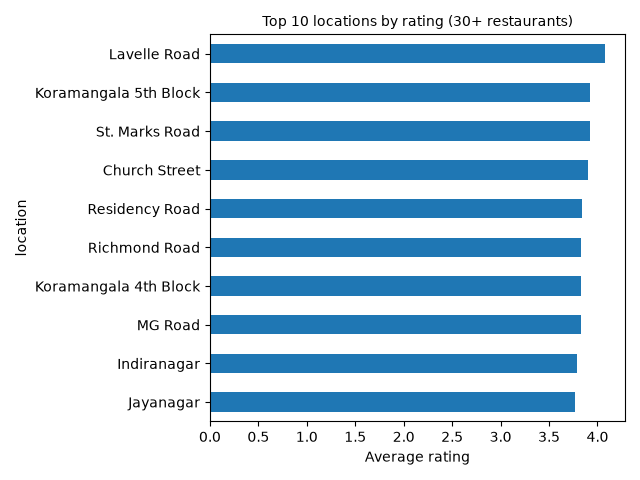 Top 10 locations by rating (30+ restaurants)
Lavelle Road
Koramangala 5th Block
St. Marks Road
Church Street
Residency Road
Richmond Road
Koramangala 4th Block
MG Road
Indiranagar
Jayanagar
location
0.0 0.5 1.0 1.5 2.0 2.5 3.0 3.5 4.0
Average rating